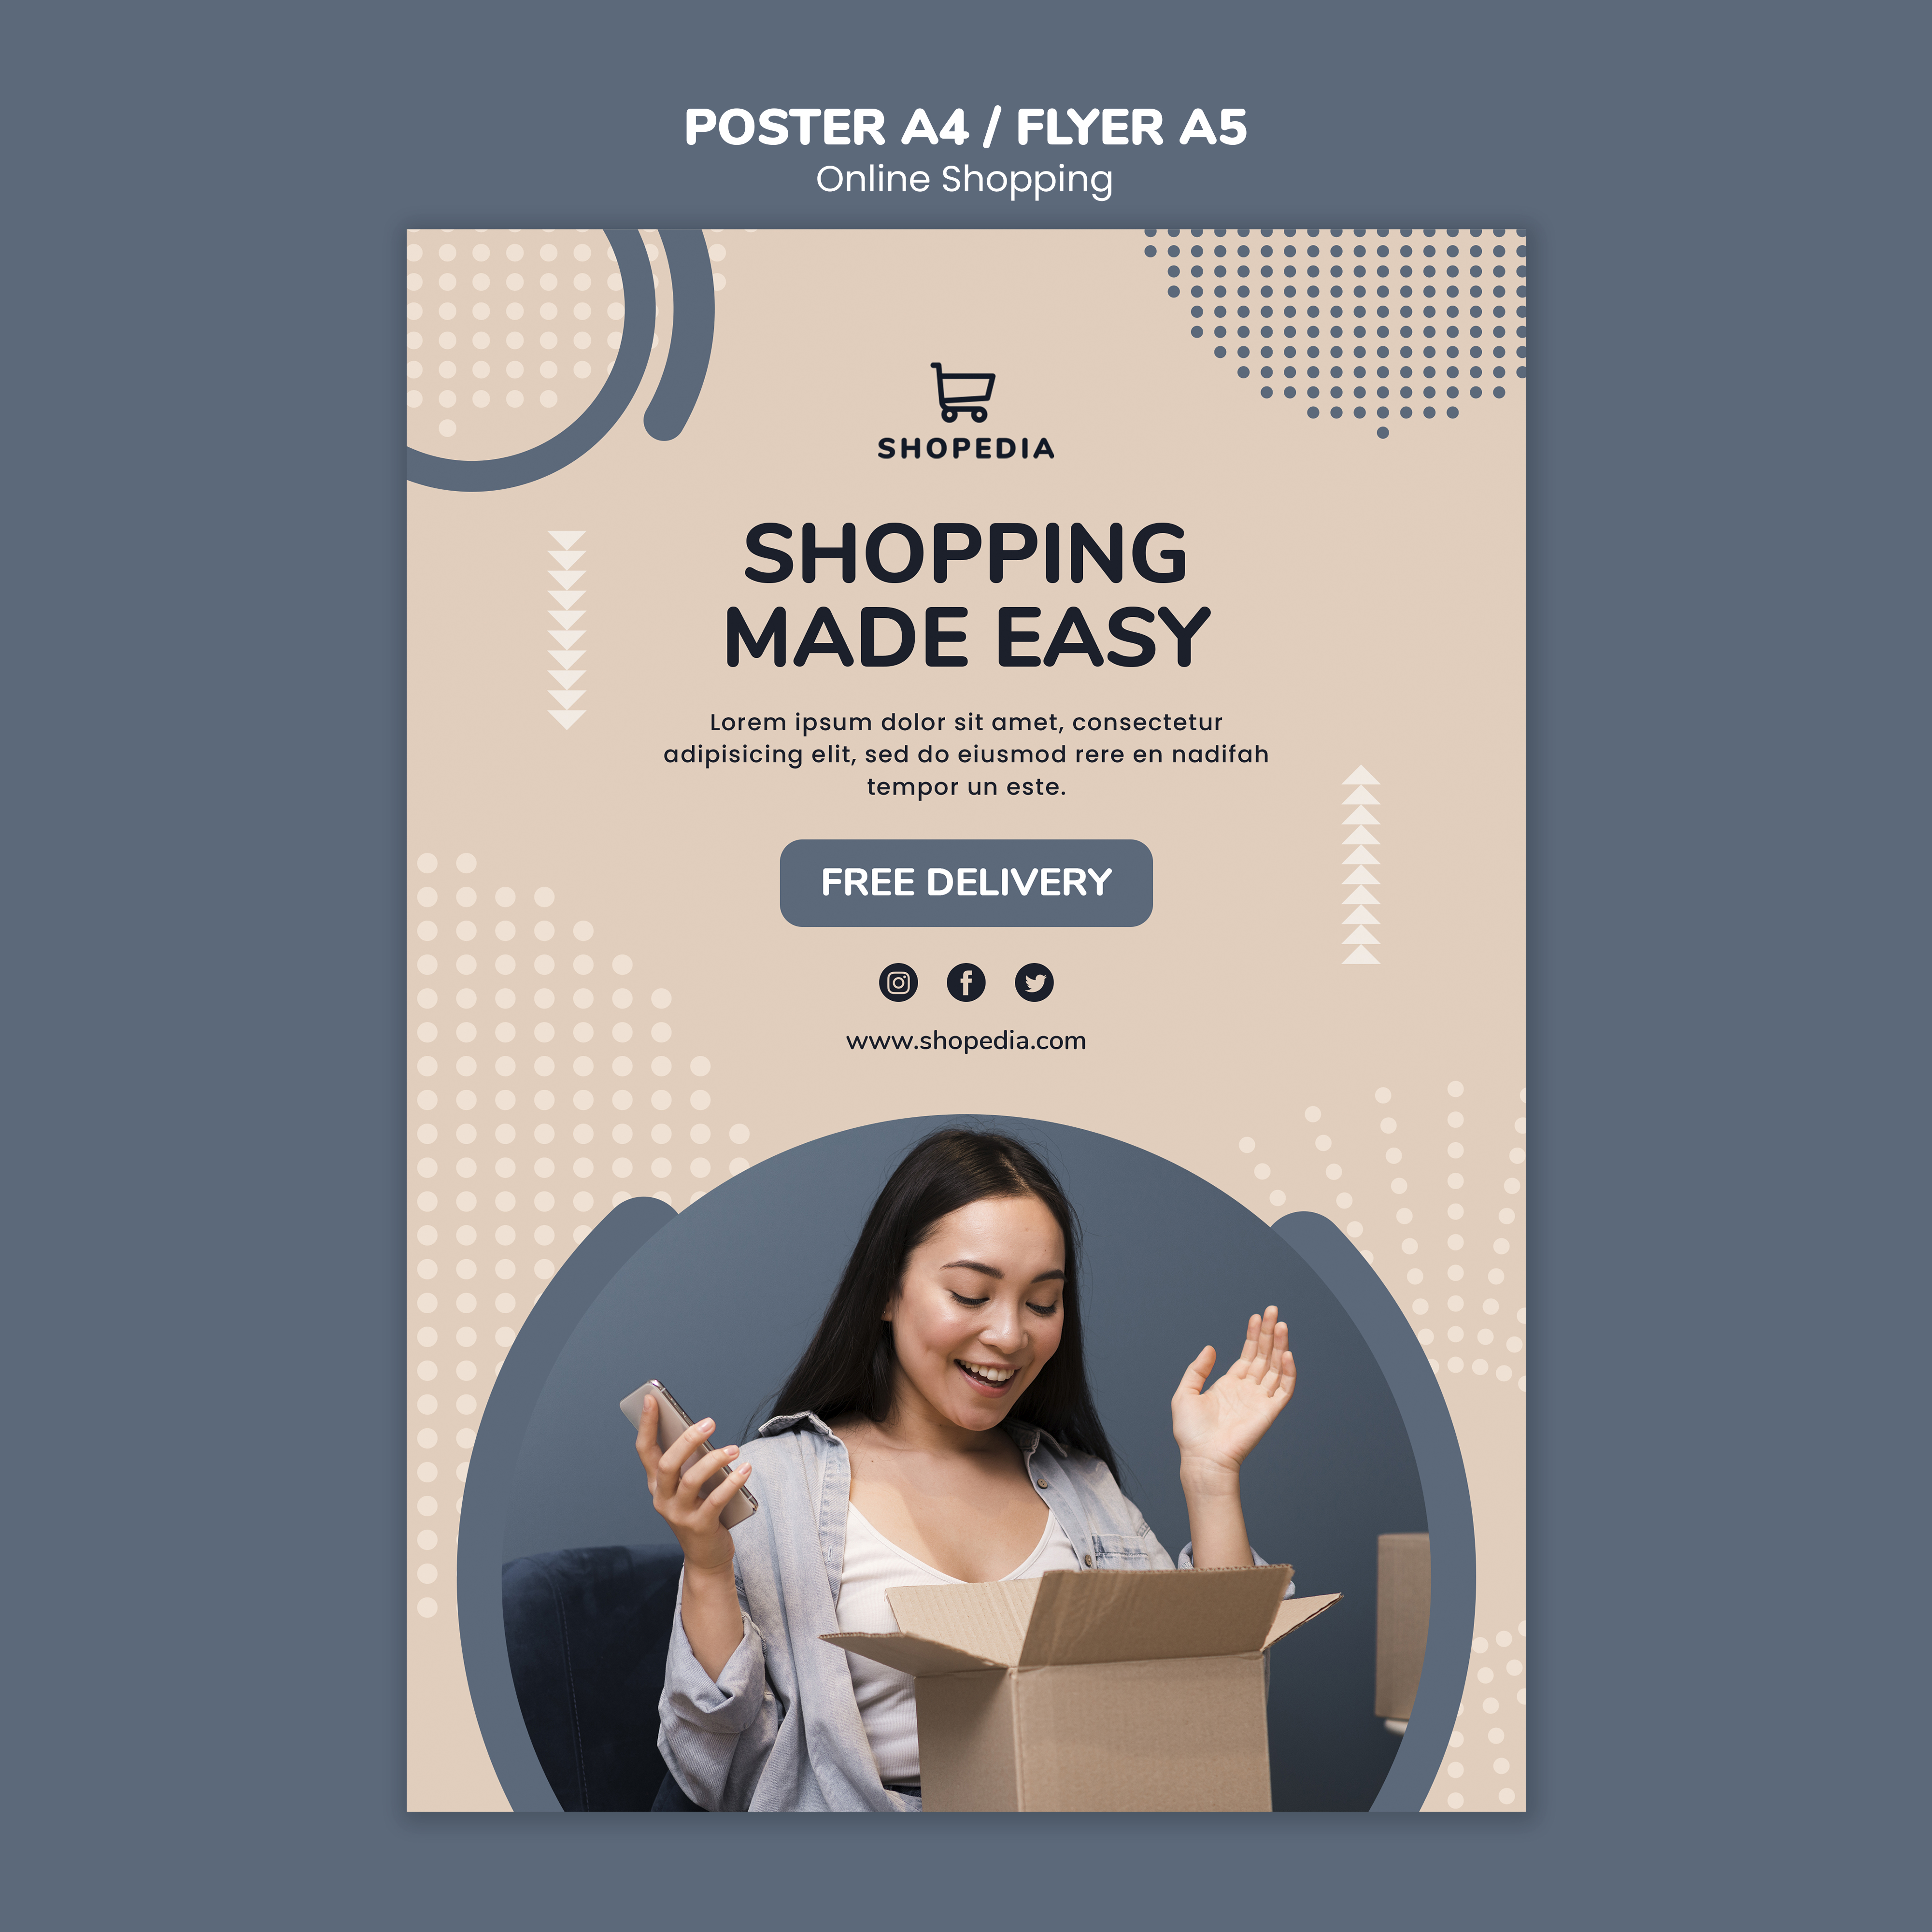 POSTER A4 / FLYER A5
Online Shopping
SHOPEDIA
SHOPPING
MADE EASY
Lorem ipsum dolor sit amet, consectetur
adipisicing elit, sed do eiusmod rere en nadifah
tempor un este.
FREE DELIVERY
www.shopedia.com